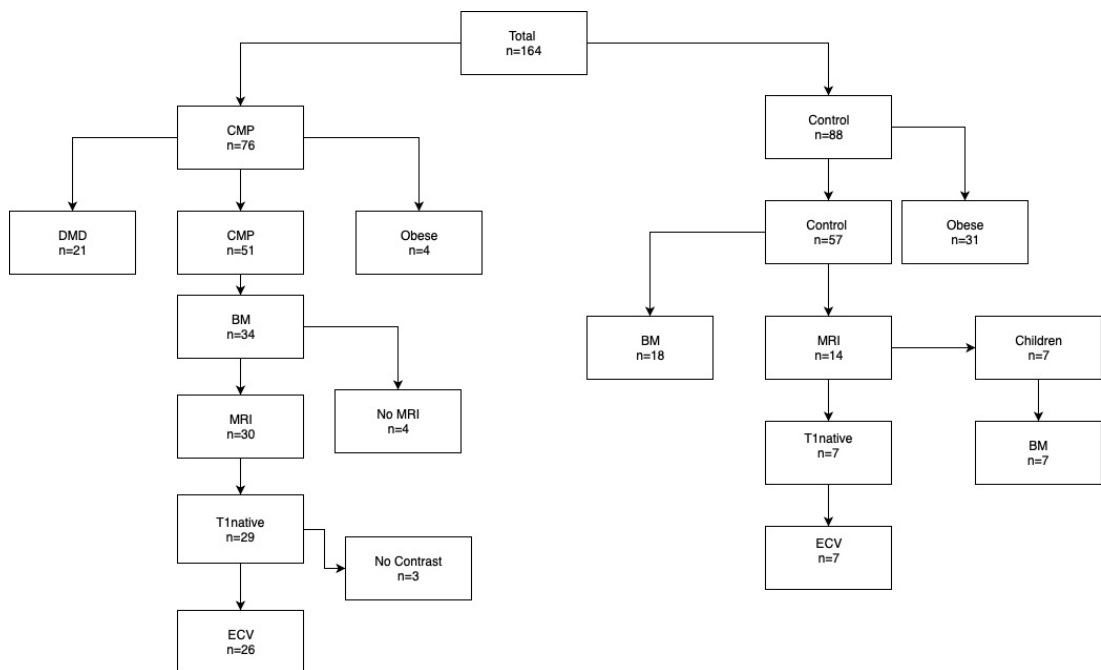 Total
n=164
CMP
n=76
Control
n=88
DMD
n=21
CMP
n=51
Obese
n=4
Control
n=57
Obese
n=31
BM
n=34
BM
n=18
MRI
n=14
Children
n=7
MRI
n=30
No MRI
n=4
T1native
n=7
BM
n=7
T1native
n=29
No Contrast
n=3
ECV
n=7
ECV
n=26